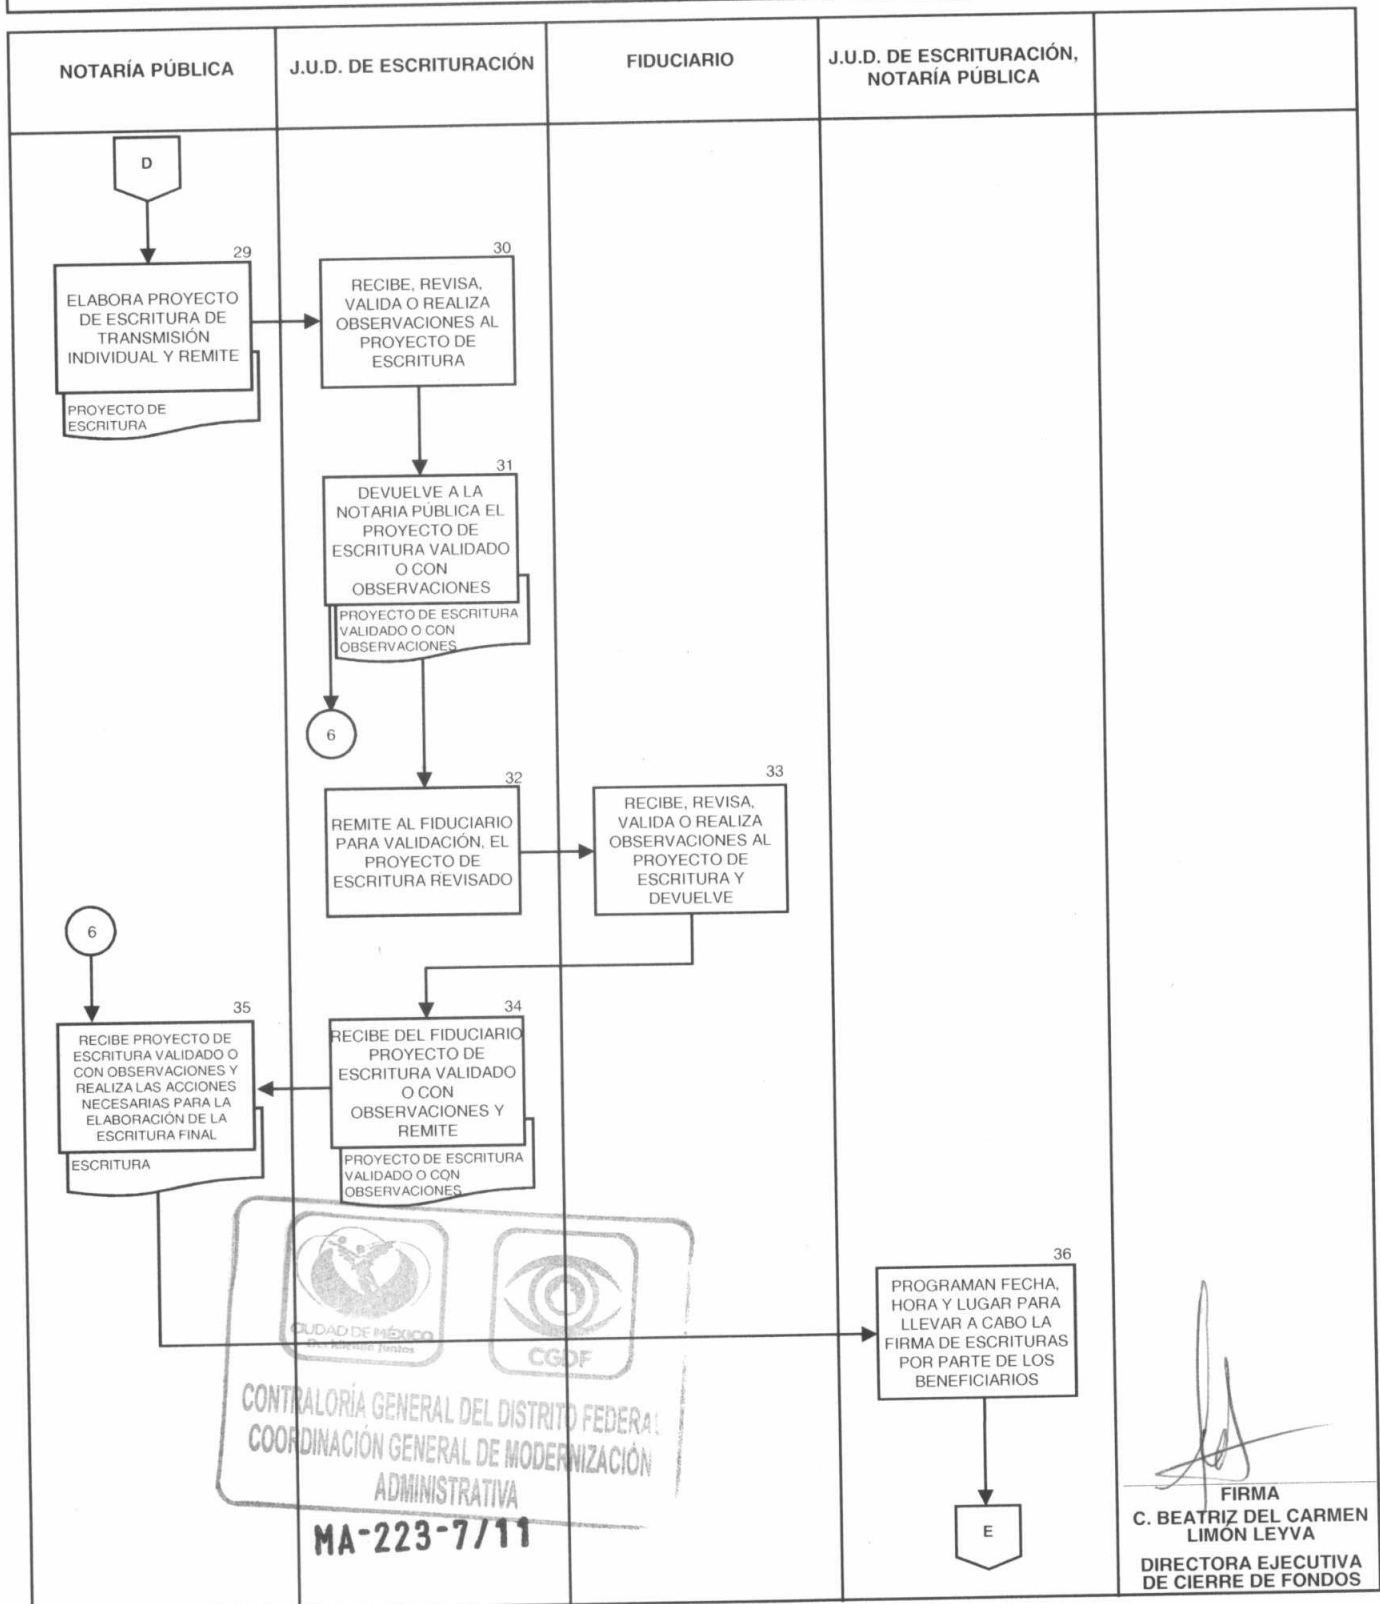 NOTARÍA PÚBLICA
J.U.D. DE ESCRITURACIÓN
FIDUCIARIO
J.U.D. DE ESCRITURACIÓN,
NOTARÍA PÚBLICA
D
29
ELABORA PROYECTO
DE ESCRITURA DE
TRANSMISIÓN
INDIVIDUAL Y REMITE
PROYECTO DE
ESCRITURA
30
RECIBE, REVISA,
VALIDA O REALIZA
OBSERVACIONES AL
PROYECTO DE
ESCRITURA
31
DEVUELVE A LA
NOTARIA PÚBLICA EL
PROYECTO DE
ESCRITURA VALIDADO
O CON
OBSERVACIONES
PROYECTO DE ESCRITURA
VALIDADO O CON
OBSERVACIONES
6
32
REMITE AL FIDUCIARIO
PARA VALIDACIÓN, EL
PROYECTO DE
ESCRITURA REVISADO
33
RECIBE, REVISA,
VALIDA O REALIZA
OBSERVACIONES AL
PROYECTO DE
ESCRITURA Y
DEVUELVE
6
35
RECIBE PROYECTO DE
ESCRITURA VALIDADO O
CON OBSERVACIONES Y
REALIZA LAS ACCIONES
NECESARIAS PARA LA
ELABORACIÓN DE LA
ESCRITURA FINAL
ESCRITURA
34
RECIBE DEL FIDUCIARIO
PROYECTO DE
ESCRITURA VALIDADO
O CON
OBSERVACIONES Y
REMITE
PROYECTO DE ESCRITURA
VALIDADO O CON
OBSERVACIONES
36
PROGRAMAN FECHA,
HORA Y LUGAR PARA
LLEVAR A CABO LA
FIRMA DE ESCRITURAS
POR PARTE DE LOS
BENEFICIARIOS
E
CIUDAD DE MÉXICO
CGDF
CONTRALORÍA GENERAL DEL DISTRITO FEDERAL
COORDINACIÓN GENERAL DE MODERNIZACIÓN
ADMINISTRATIVA
MA-223-7/11
FIRMA
C. BEATRIZ DEL CARMEN
LIMÓN LEYVA
DIRECTORA EJECUTIVA
DE CIERRE DE FONDOS